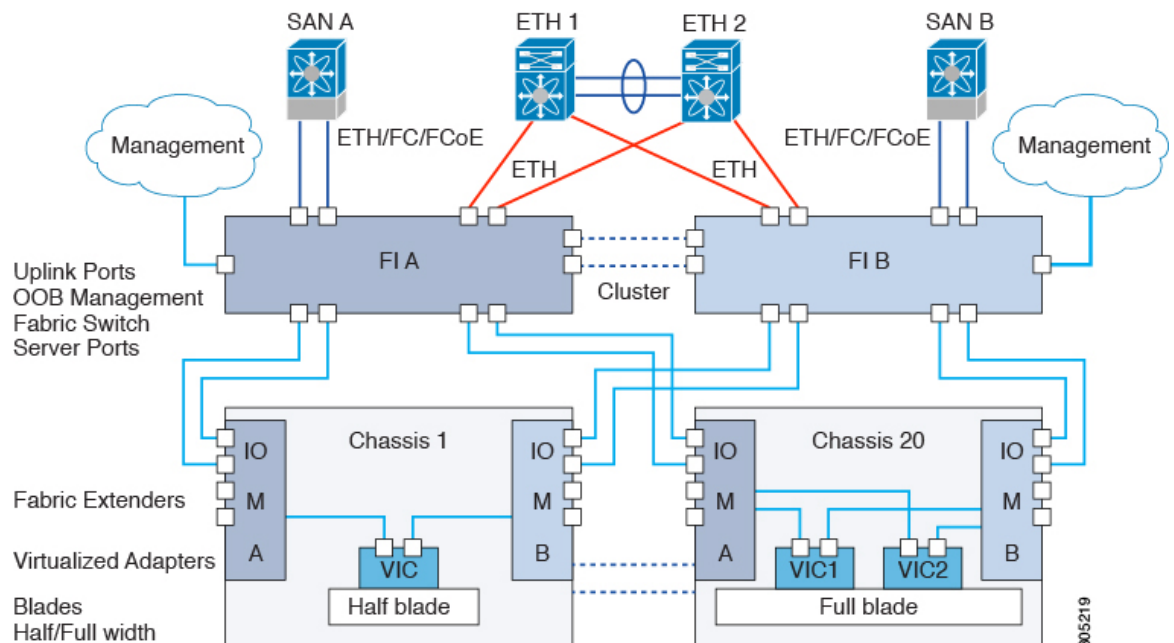 SAN A
ETH 1
ETH 2
SAN B
Management
ETH/FC/FCoE
ETH
ETH
ETH/FC/FCoE
Management
FI A
FI B
Cluster
Uplink Ports
OOB Management
Fabric Switch
Server Ports
Chassis 1
Chassis 20
IO
M
A
IO
M
B
IO
M
A
IO
M
B
Fabric Extenders
Virtualized Adapters
VIC
VIC1
VIC2
Blades
Half/Full width
Half blade
Full blade